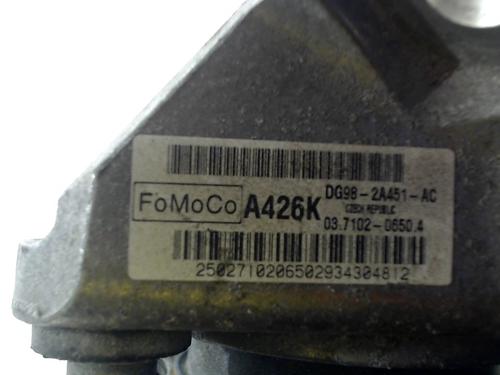 FoMoCo A426K DG98-2A451-AC
CZECH REPUBLIC
03.7102-0650.4
2502710206502934304812